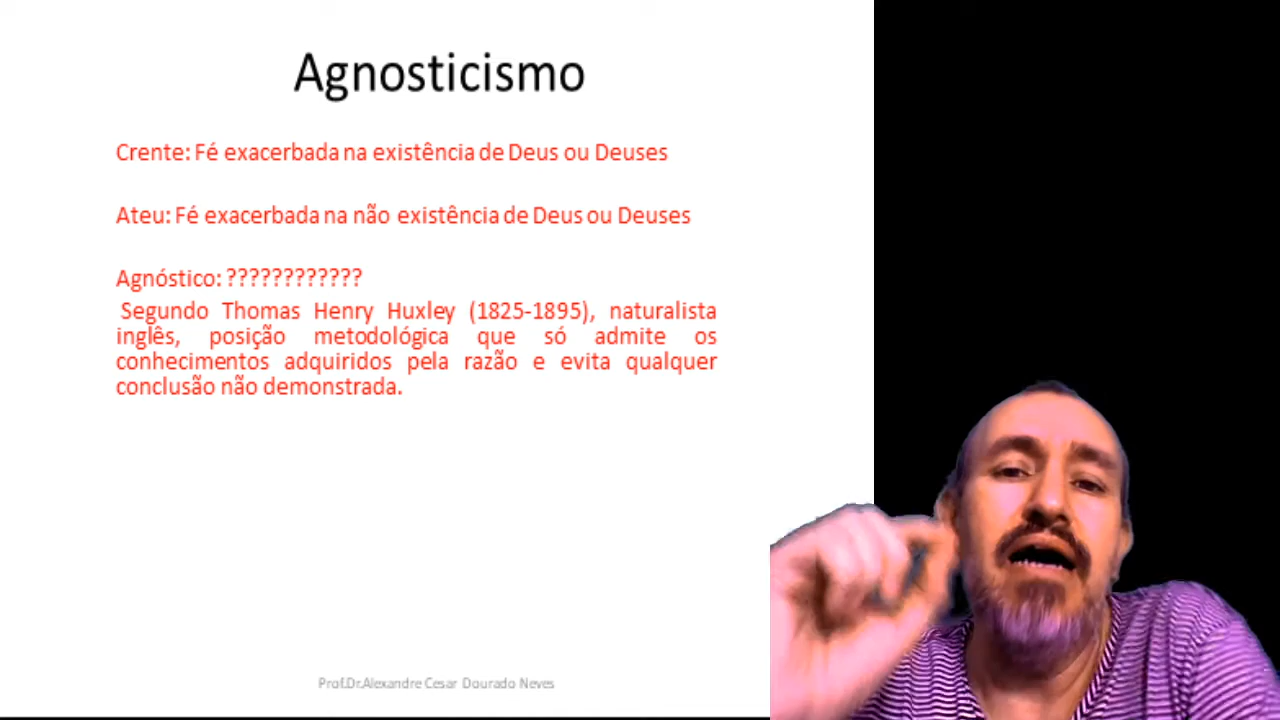 Agnosticismo
Crente: Fé exacerbada na existência de Deus ou Deuses
Ateu: Fé exacerbada na não existência de Deus ou Deuses
Agnóstico: ????????????
Segundo Thomas Henry Huxley (1825-1895), naturalista
inglês, posição metodológica que só admite os
conhecimentos adquiridos pela razão e evita qualquer
conclusão não demonstrada.
Prof.Dr.Alexandre Cesar Dourado Neves